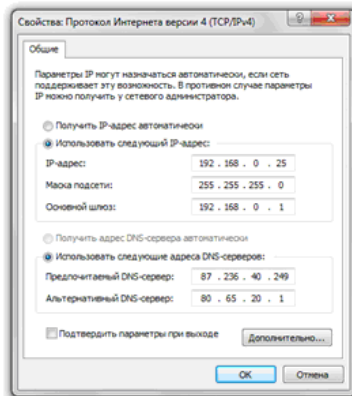 Свойства: Протокол Интернета версии 4 (TCP/IPv4)
Общие
Параметры IP могут назначаться автоматически, если сеть
поддерживает эту возможность. В противном случае параметры
IP можно получить у сетевого администратора.
Получить IP-адрес автоматически
Использовать следующий IP-адрес:
IP-адрес: 192 . 168 . 0 . 25
Маска подсети: 255 . 255 . 255 . 0
Основной шлюз: 192 . 168 . 0 . 1
Получить адрес DNS-сервера автоматически
Использовать следующие адреса DNS-серверов:
Предпочитаемый DNS-сервер: 87 . 236 . 40 . 249
Альтернативный DNS-сервер: 80 . 65 . 20 . 1
Подтвердить параметры при выходе
Дополнительно...
ОК Отмена